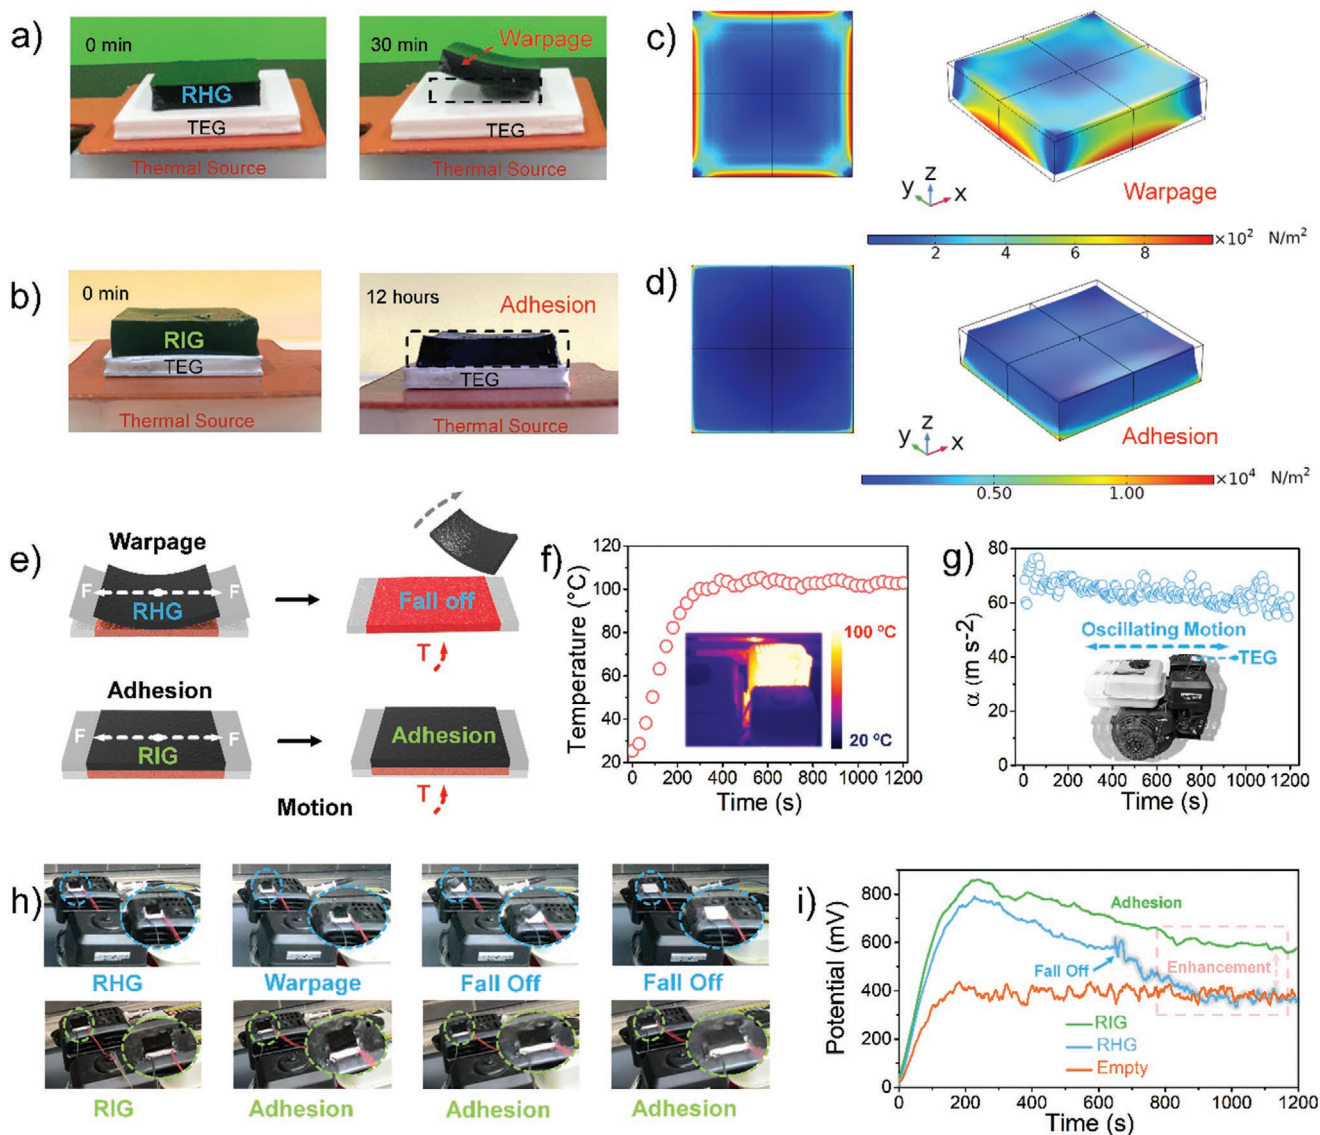 a)
0 min
RHG
TEG
Thermal Source
30 min
Warpage
TEG
Thermal Source
c)
y z x
Warpage
2 4 6 8 ×10² N/m²
b)
0 min
RIG
TEG
Thermal Source
12 hours
Adhesion
TEG
Thermal Source
d)
y z x
Adhesion
0.50 1.00 ×10⁴ N/m²
e)
Warpage
F F
RHG
Fall off
T
Adhesion
F F
RIG
Adhesion
T
Motion
f)
Temperature (°C)
120
100
80
60
40
20
100 °C
20 °C
0 200 400 600 800 1000 1200
Time (s)
g)
α (m s-2)
80
60
40
20
0
Oscillating Motion
TEG
0 200 400 600 800 1000 1200
Time (s)
h)
RHG Warpage Fall Off Fall Off
RIG Adhesion Adhesion Adhesion
i)
Potential (mV)
800
600
400
200
0
Adhesion
Fall Off
Enhancement
RIG
RHG
Empty
0 200 400 600 800 1000 1200
Time (s)